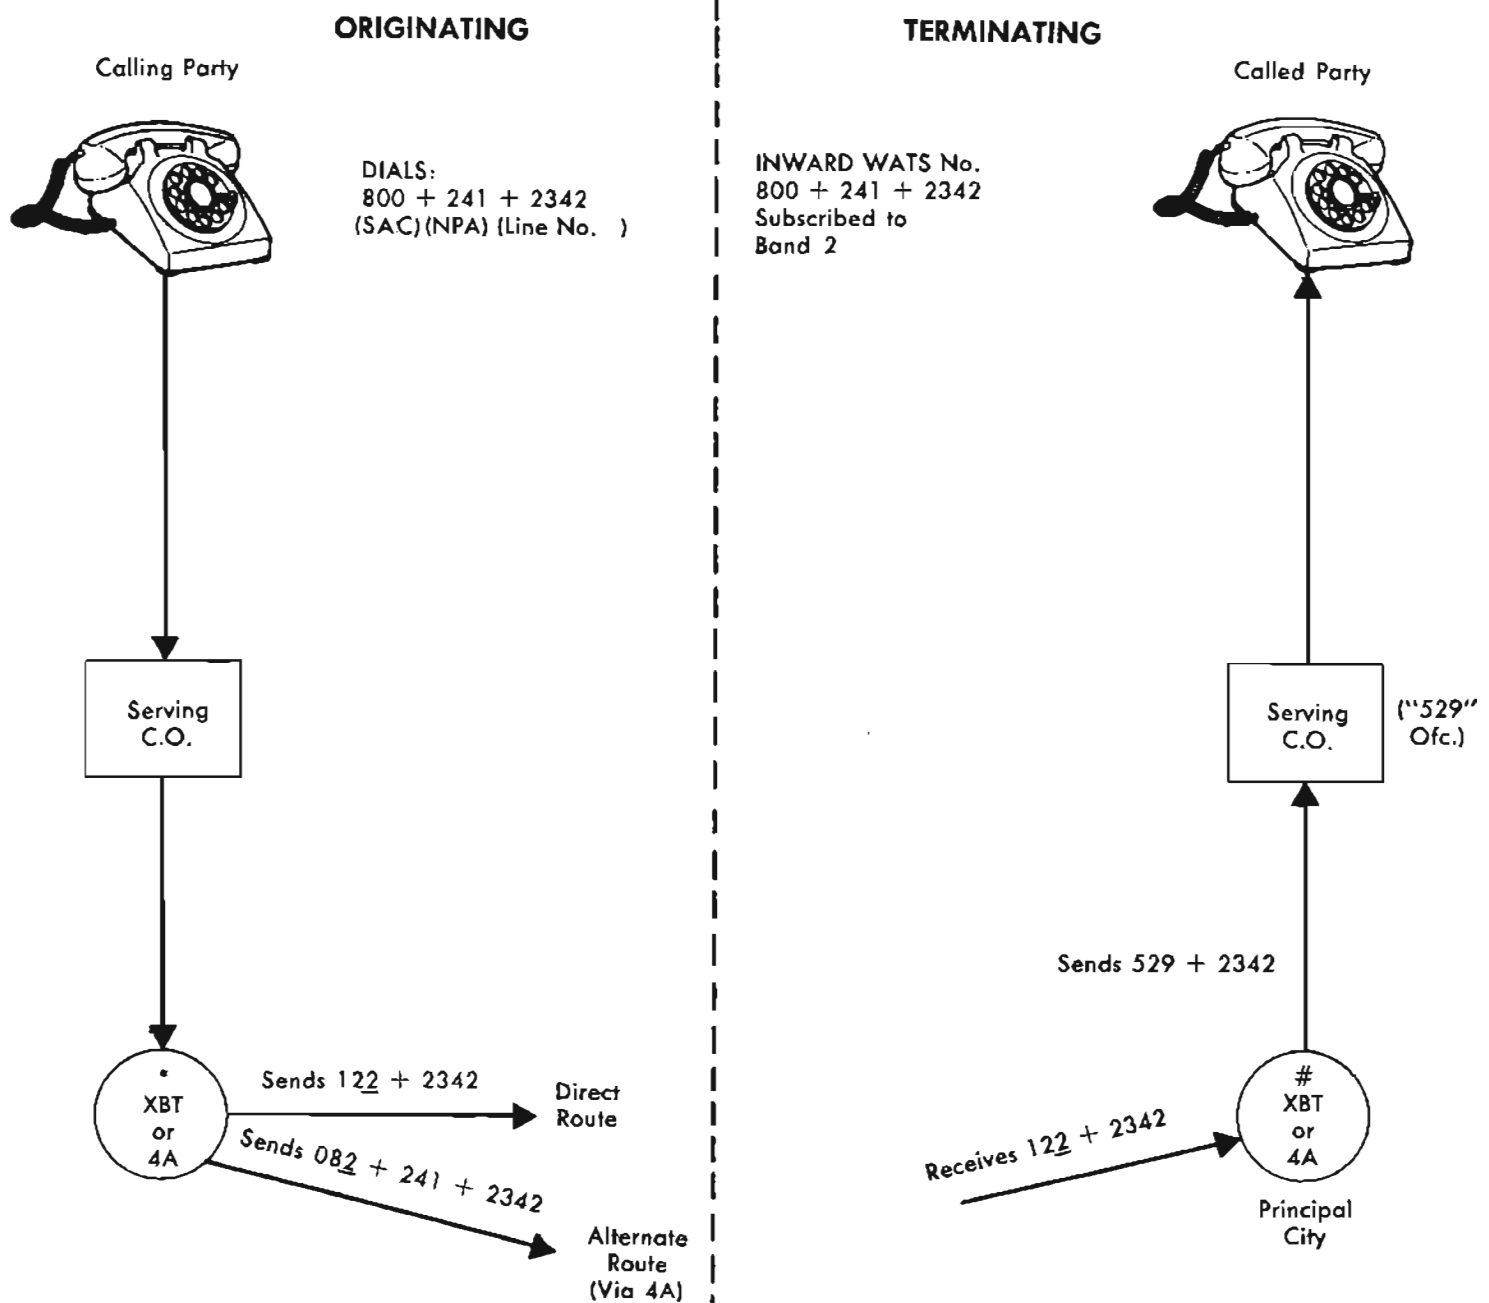 ORIGINATING
Calling Party
DIALS:
800 + 241 + 2342
(SAC) (NPA) (Line No. )
Serving
C.O.
*
XBT
or
4A
Sends 122 + 2342
Direct
Route
Sends 082 + 241 + 2342
Alternate
Route
(Via 4A)
TERMINATING
Called Party
INWARD WATS No.
800 + 241 + 2342
Subscribed to
Band 2
Serving
C.O.
("529"
Ofc.)
Sends 529 + 2342
#
XBT
or
4A
Receives 122 + 2342
Principal
City